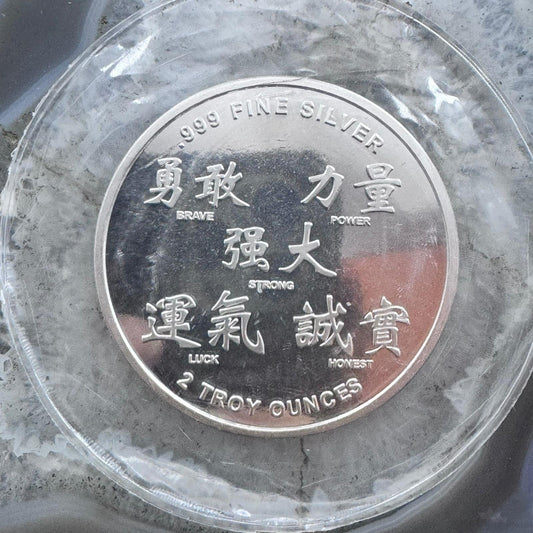 .999 FINE SILVER
勇敢 力量
BRAVE POWER
强大
STRONG
運氣 誠實
LUCK HONEST
2 TROY OUNCES